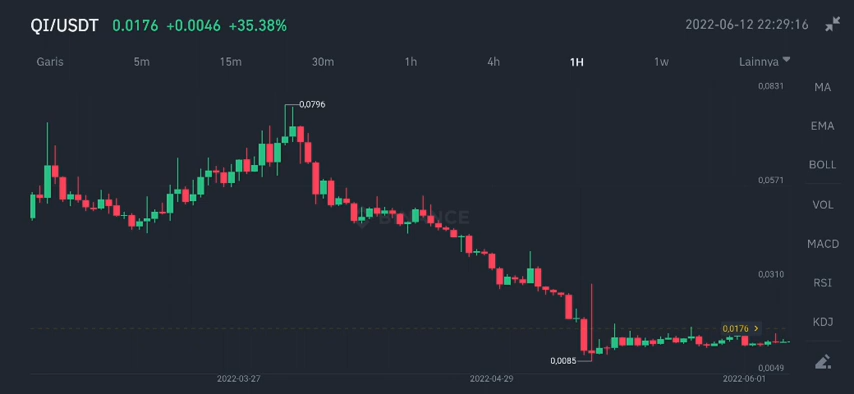 QI/USDT 0.0176 +0.0046 +35.38% 2022-06-12 22:29:16
Garis 5m 15m 30m 1h 4h 1H 1w Lainnya
0,0831
MA
0,0796
EMA
BOLL
0,0571
VOL
BINANCE
MACD
0,0310
RSI
KDJ
0,0176 >
0,0085
0,0049
2022-03-27 2022-04-29 2022-06-01